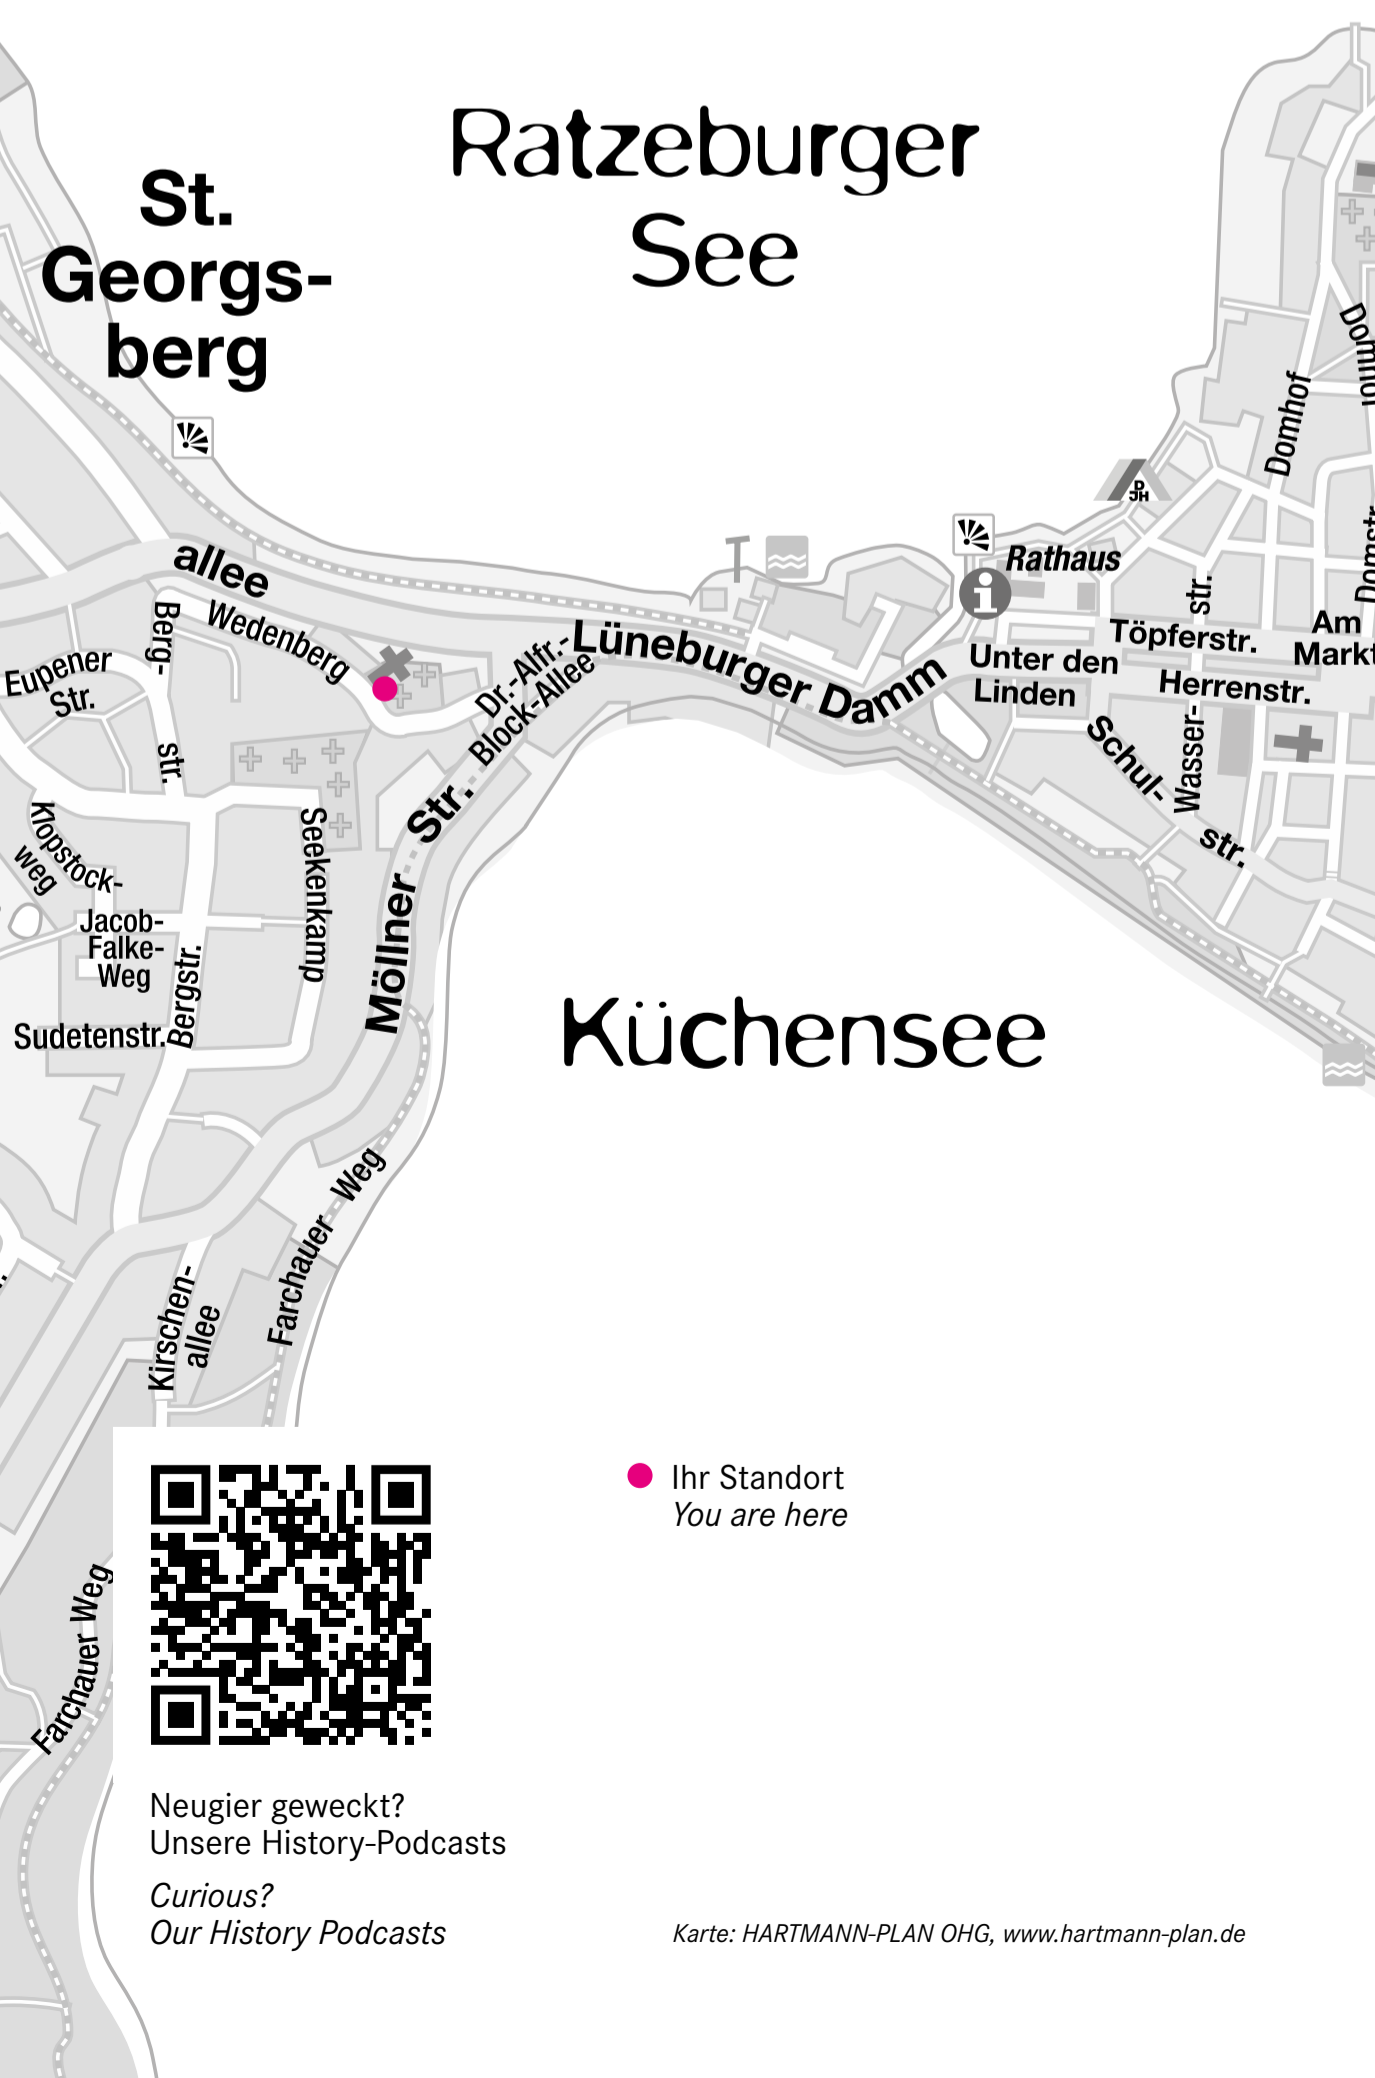 Ratzeburger
See
St.
Georgs-
berg
Domhof
DJH
Rathaus
i
allee
Wedenberg
Berg-
str.
Eupener
Str.
Dr.-Alfr.-
Block-Allee
Lüneburger Damm
Unter den
Linden
Töpferstr.
Herrenstr.
Am
Markt
Domstr
Wasser-
str.
Schul-
str.
Klopstock-
weg
Jacob-
Falke-
Weg
Sudetenstr.
Bergstr.
Seekenkamp
Möllner Str.
Küchensee
Farchauer Weg
Kirschen-
allee
Farchauer Weg
Ihr Standort
You are here
Neugier geweckt?
Unsere History-Podcasts
Curious?
Our History Podcasts
Karte: HARTMANN-PLAN OHG, www.hartmann-plan.de